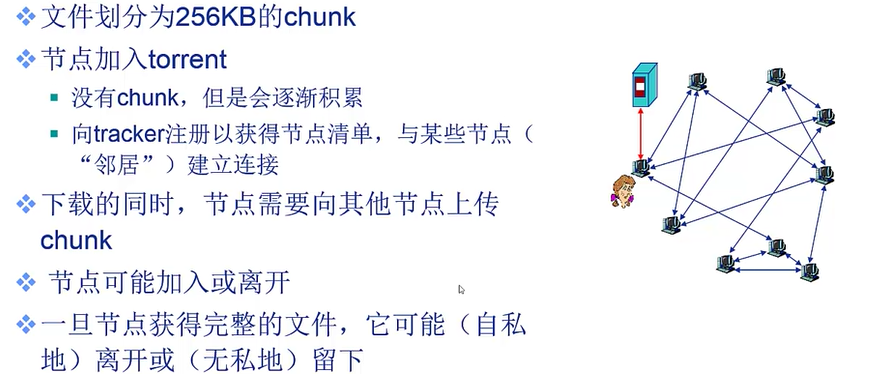 文件划分为256KB的chunk
节点加入torrent
没有chunk，但是会逐渐积累
向tracker注册以获得节点清单，与某些节点（
“邻居”）建立连接
下载的同时，节点需要向其他节点上传
chunk
节点可能加入或离开
一旦节点获得完整的文件，它可能（自私
地）离开或（无私地）留下